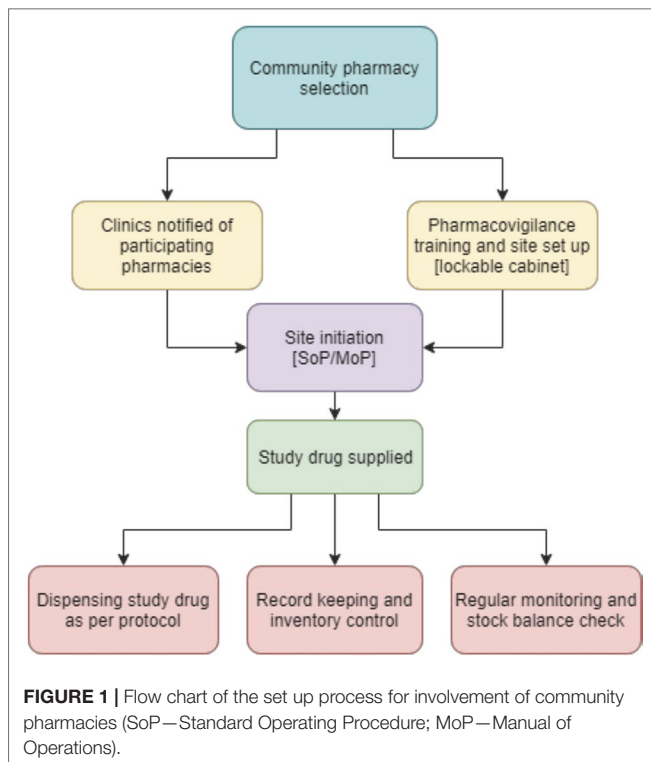 Community pharmacy
selection
Clinics notified of
participating
pharmacies
Pharmacovigilance
training and site set up
[lockable cabinet]
Site initiation
[SoP/MoP]
Study drug supplied
Dispensing study drug
as per protocol
Record keeping and
inventory control
Regular monitoring and
stock balance check
FIGURE 1 | Flow chart of the set up process for involvement of community
pharmacies (SoP—Standard Operating Procedure; MoP—Manual of
Operations).